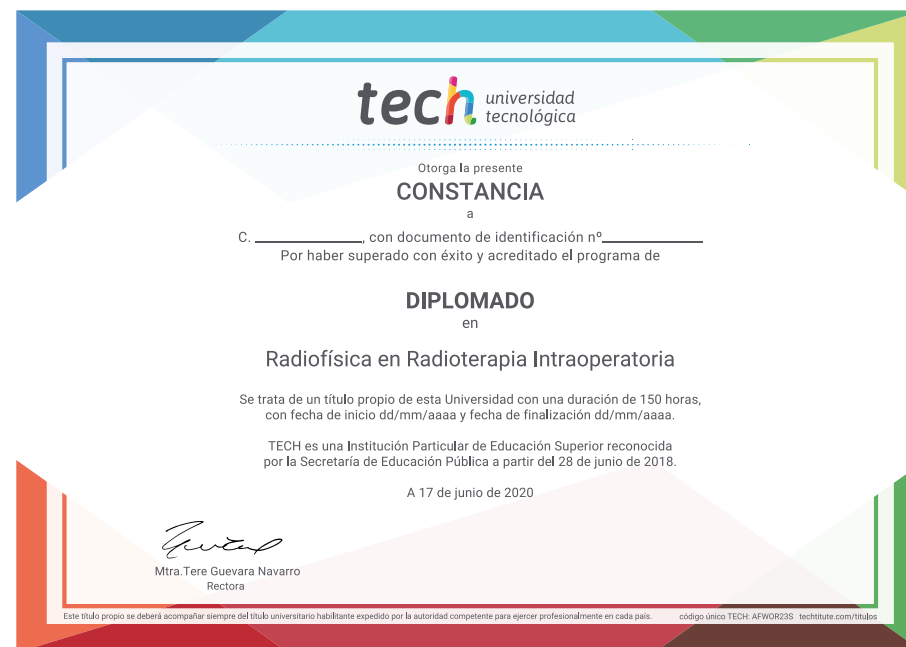 tech universidad
tecnológica
Otorga la presente
CONSTANCIA
a
C. ____________, con documento de identificación nº____________
Por haber superado con éxito y acreditado el programa de
DIPLOMADO
en
Radiofísica en Radioterapia Intraoperatoria
Se trata de un título propio de esta Universidad con una duración de 150 horas,
con fecha de inicio dd/mm/aaaa y fecha de finalización dd/mm/aaaa.
TECH es una Institución Particular de Educación Superior reconocida
por la Secretaría de Educación Pública a partir del 28 de junio de 2018.
A 17 de junio de 2020
Mtra.Tere Guevara Navarro
Rectora
Este título propio se deberá acompañar siempre del título universitario habilitante expedido por la autoridad competente para ejercer profesionalmente en cada país. código único TECH: AFWOR23S techtitute.com/titulos